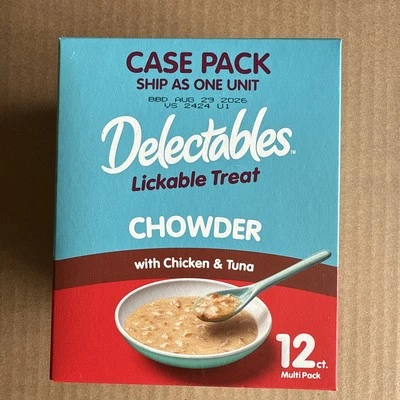 CASE PACK
SHIP AS ONE UNIT
BBD AUG 29 2026
VS 2424 U1
Delectables™
Lickable Treat
CHOWDER
with Chicken & Tuna
12 ct.
Multi Pack